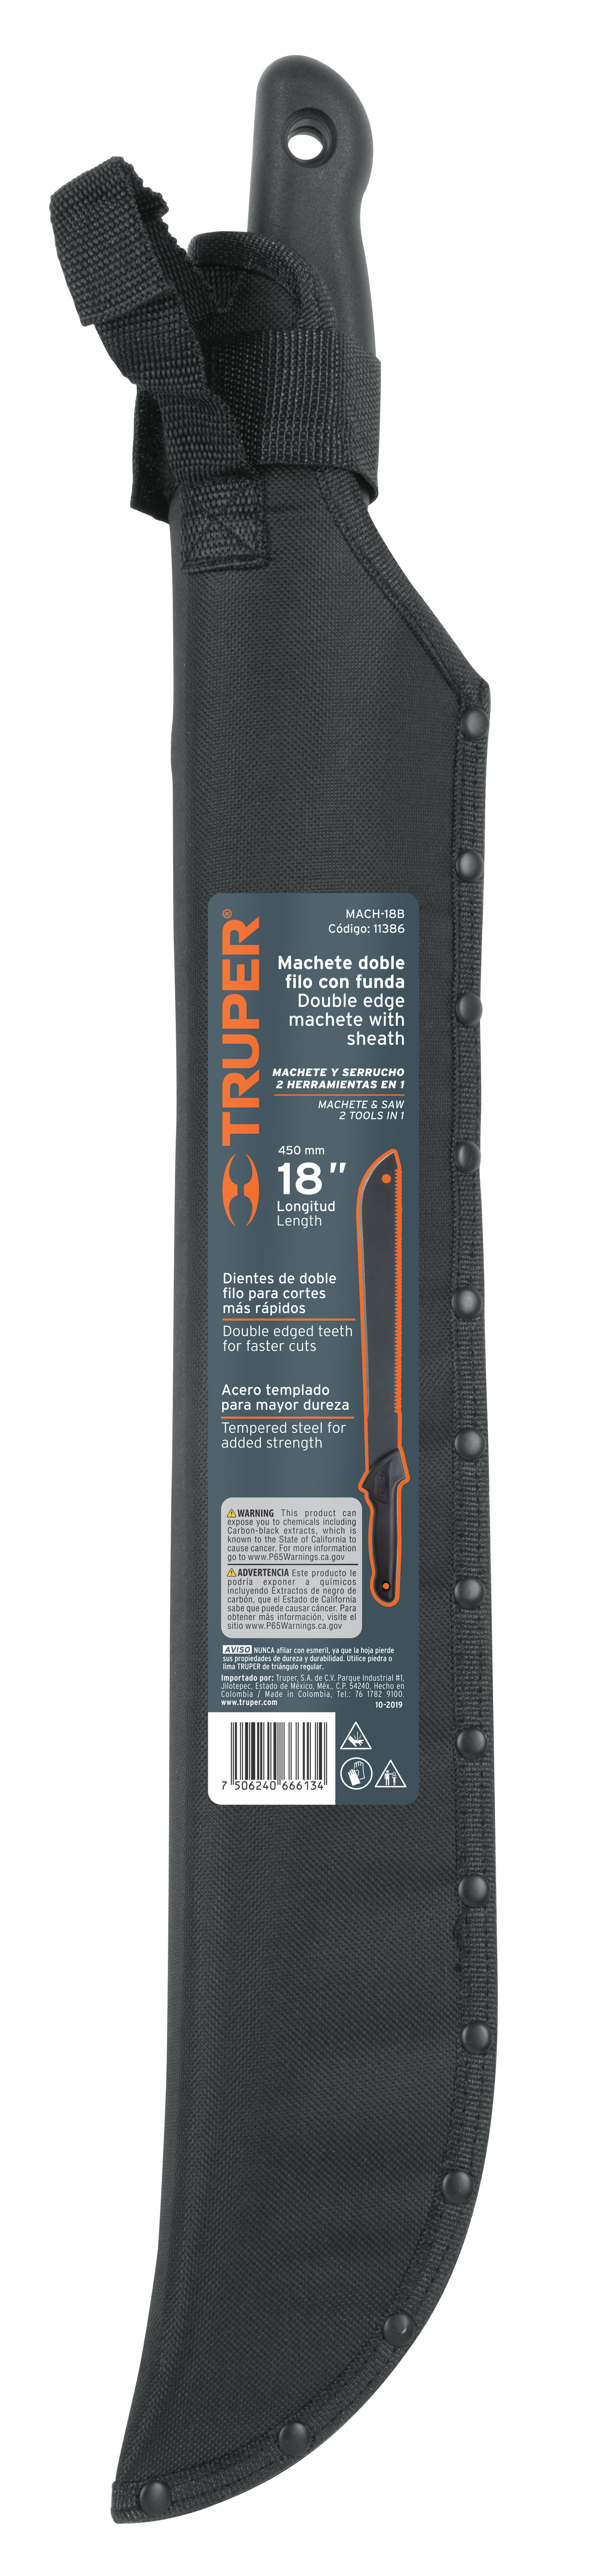 TRUPER®
MACH-18B
Código: 11386
Machete doble
filo con funda
Double edge
machete with
sheath
MACHETE Y SERRUCHO
2 HERRAMIENTAS EN 1
MACHETE & SAW
2 TOOLS IN 1
450 mm
18"
Longitud
Length
Dientes de doble
filo para cortes
más rápidos
Double edged teeth
for faster cuts
Acero templado
para mayor dureza
Tempered steel for
added strength
WARNING This product can
expose you to chemicals including
Carbon-black extracts, which is
known to the State of California to
cause cancer. For more information
go to www.P65Warnings.ca.gov
ADVERTENCIA Este producto le
podría exponer a químicos
incluyendo Extractos de negro de
carbón, que el Estado de California
sabe que puede causar cáncer. Para
obtener más información, visite el
sitio www.P65Warnings.ca.gov
AVISO NUNCA afilar con esmeril, ya que la hoja pierde
sus propiedades de dureza y durabilidad. Utilice piedra o
lima TRUPER de triángulo regular.
Importado por: Truper, S.A. de C.V. Parque Industrial #1,
Jilotepec, Estado de México, Méx., C.P. 54240, Hecho en
Colombia / Made in Colombia, Tel.: 76 1782 9100.
www.truper.com
10-2019
7 506240 666134